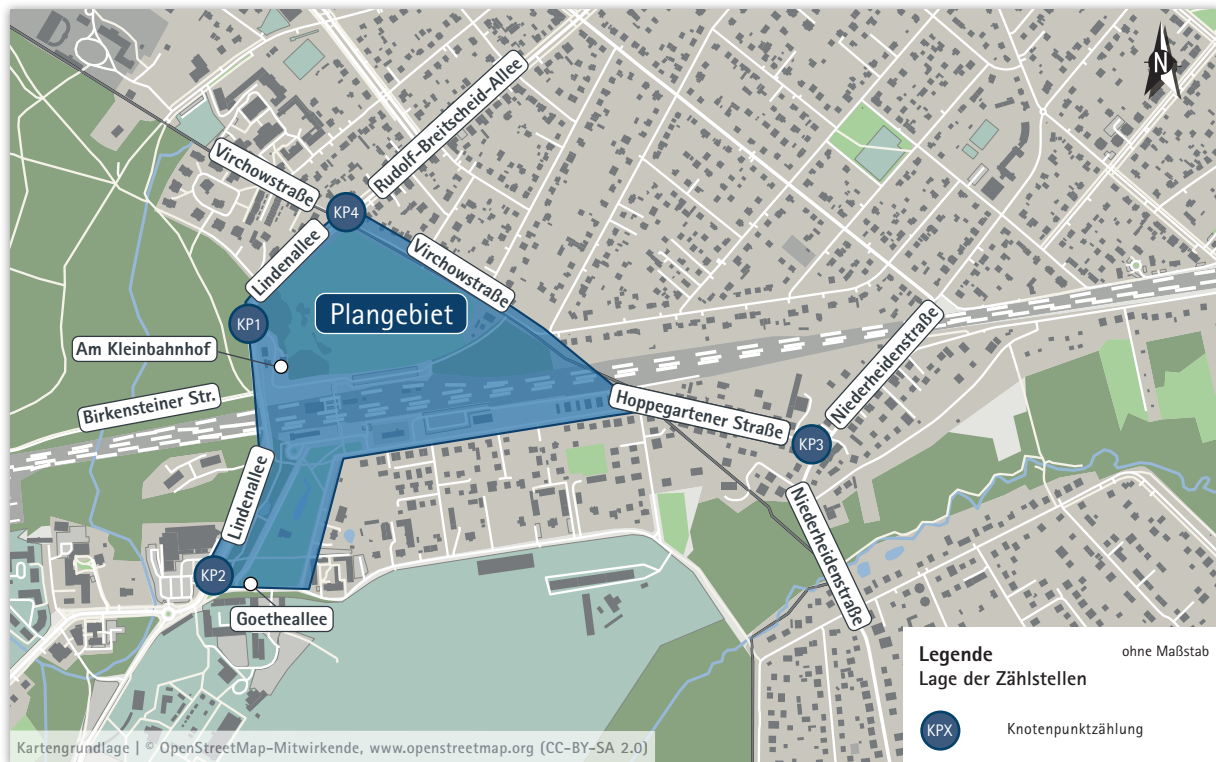 N
Rudolf-Breitscheid-Allee
Virchowstraße
KP4
Lindenallee
Virchowstraße
KP1
Plangebiet
Am Kleinbahnhof
Birkensteiner Str.
Niederheidenstraße
Hoppegartener Straße
KP3
Lindenallee
Niederheidenstraße
KP2
Goetheallee
Legende
ohne Maßstab
Lage der Zählstellen
KPX
Knotenpunktzählung
Kartengrundlage | © OpenStreetMap-Mitwirkende, www.openstreetmap.org (CC-BY-SA 2.0)